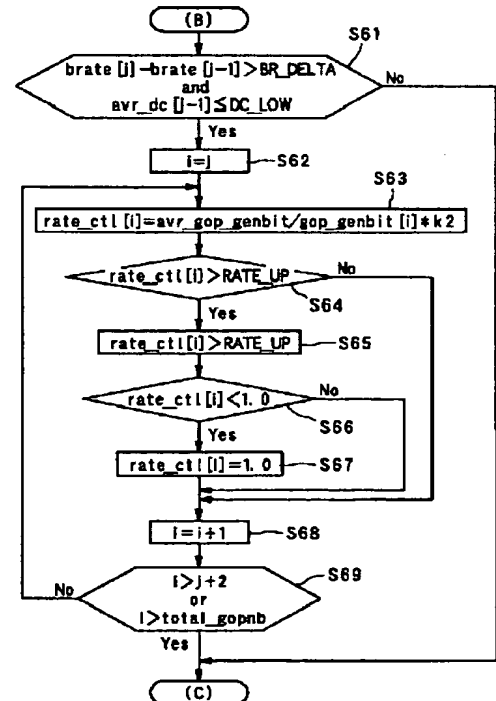 (B)
S61
brate [j]-brate [j-1]>BR_DELTA
and
avr_dc [j-1]≤DC_LOW
No
Yes
i=j
S62
S63
rate_ctl[i]=avr_gop_genbit/gop_genbit[i]*k2
rate_ctl[i]>RATE_UP
No
S64
Yes
rate_ctl[i]>RATE_UP
S65
rate_ctl[i]<1.0
No
S66
Yes
rate_ctl[i]=1.0
S67
i=i+1
S68
No
i>j+2
or
i>total_gopnb
S69
Yes
(C)